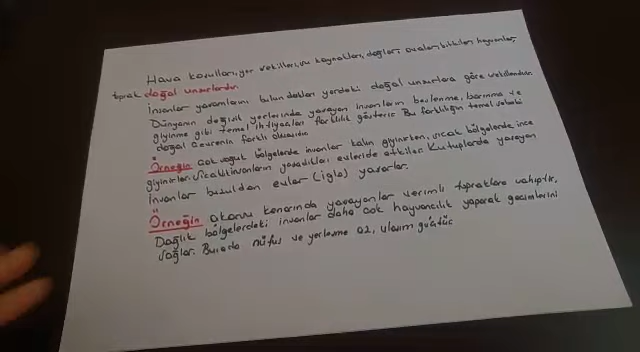 Hava koşulları, yer şekilleri, su kaynakları, dağlar, ovalar, bitkiler, hayvanlar,
toprak doğal unsurlardır.
İnsanlar yaşamlarını bulundukları yerdeki doğal unsurlara göre şekillendirir.
Dünyanın değişik yerlerinde yaşayan insanların beslenme, barınma ve
giyinme gibi temel ihtiyaçları farklılık gösterir. Bu farklılığın temel sebebi
doğal çevrenin farklı olmasıdır.
Örneğin çok soğuk bölgelerde insanlar kalın giyinirken, sıcak bölgelerde ince
giyinirler. Sıcaklık insanların yaşadıkları evleride etkiler. Kutuplarda yaşayan
insanlar buzuldan evler (iglo) yaparlar.
Örneğin akarsu kenarında yaşayanlar verimli topraklara sahiptir.
Dağlık bölgelerdeki insanlar daha çok hayvancılık yaparak geçimlerini
sağlar. Burada nüfus ve yerleşme az, ulaşım güçtür